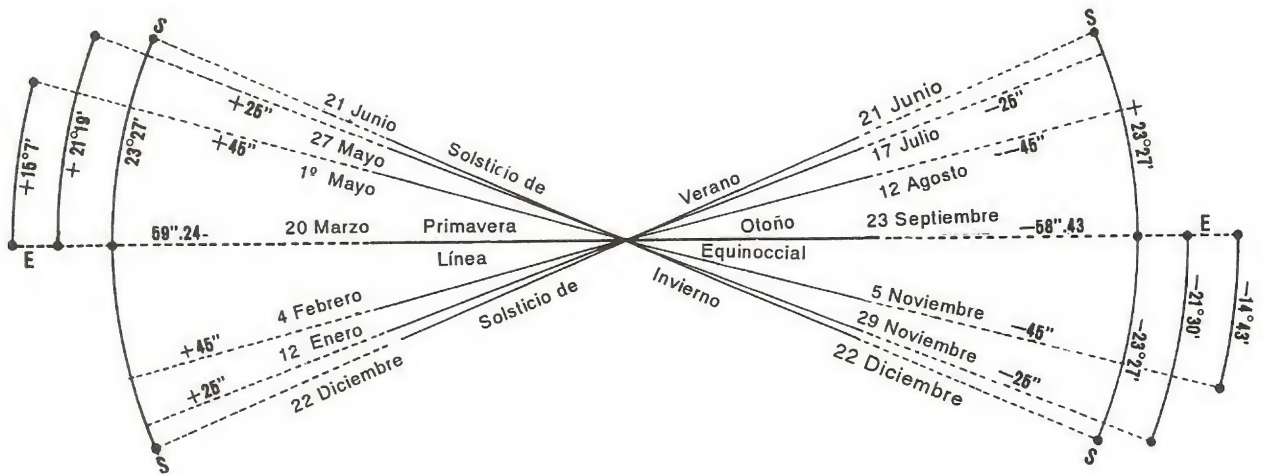 S
S
+15°7'
+ 21°19'
23°27'
+25"
21 Junio
+45"
27 Mayo
1º Mayo
Solsticio de
Verano
21 Junio
—25"
17 Julio
—45"
12 Agosto
+
23°27'
E
59".24-
20 Marzo
Primavera
Línea
Otoño
Equinoccial
23 Septiembre
—58".43
E
4 Febrero
+45"
12 Enero
+25"
22 Diciembre
Solsticio de
Invierno
5 Noviembre
—45"
29 Noviembre
—25"
22 Diciembre
—23°27'
—21°30'
—14°43'
S
S